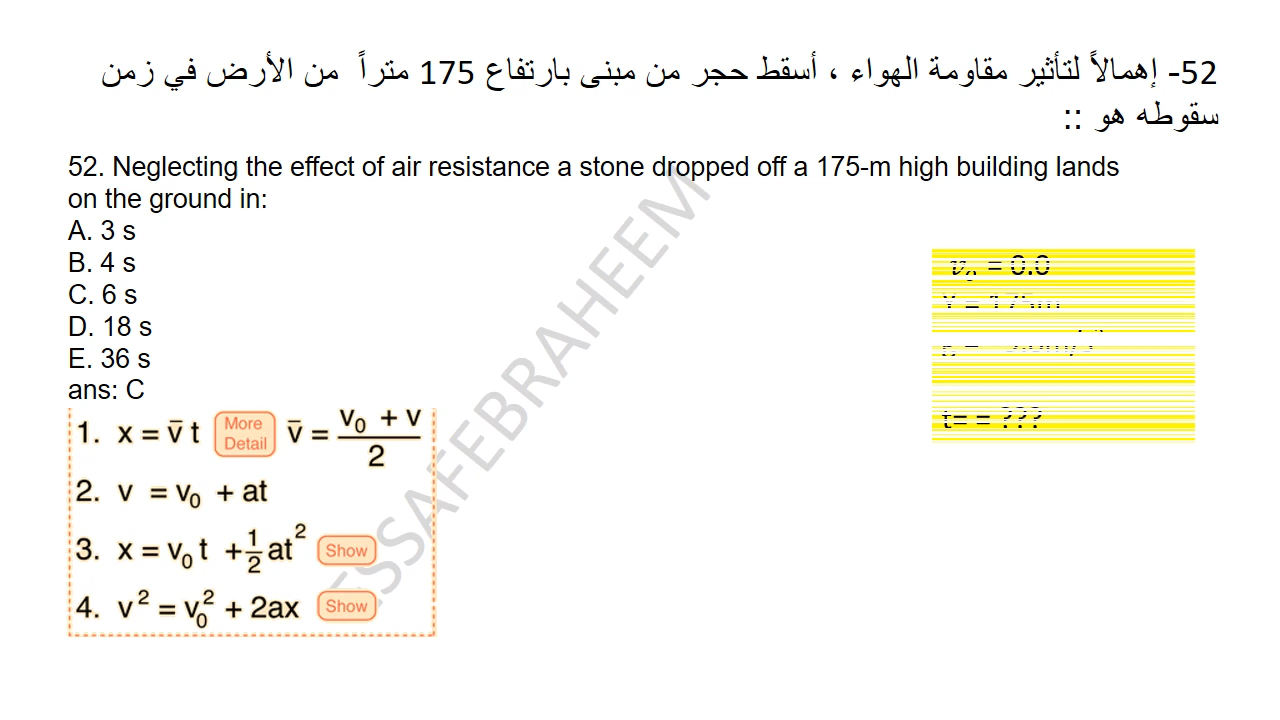 52- إهمالاً لتأثير مقاومة الهواء ، أسقط حجر من مبنى بارتفاع 175 متراً من الأرض في زمن
سقوطه هو ::
52. Neglecting the effect of air resistance a stone dropped off a 175-m high building lands
on the ground in:
A. 3 s
B. 4 s
C. 6 s
D. 18 s
E. 36 s
ans: C
1. x = v̄ t More Detail v̄ = (v₀ + v)/2
2. v = v₀ + at
3. x = v₀ t + ½ at² Show
4. v² = v₀² + 2ax Show
v₀ = 0.0
Y = 175m
t= = ???
ESSAFEBRAHEEM